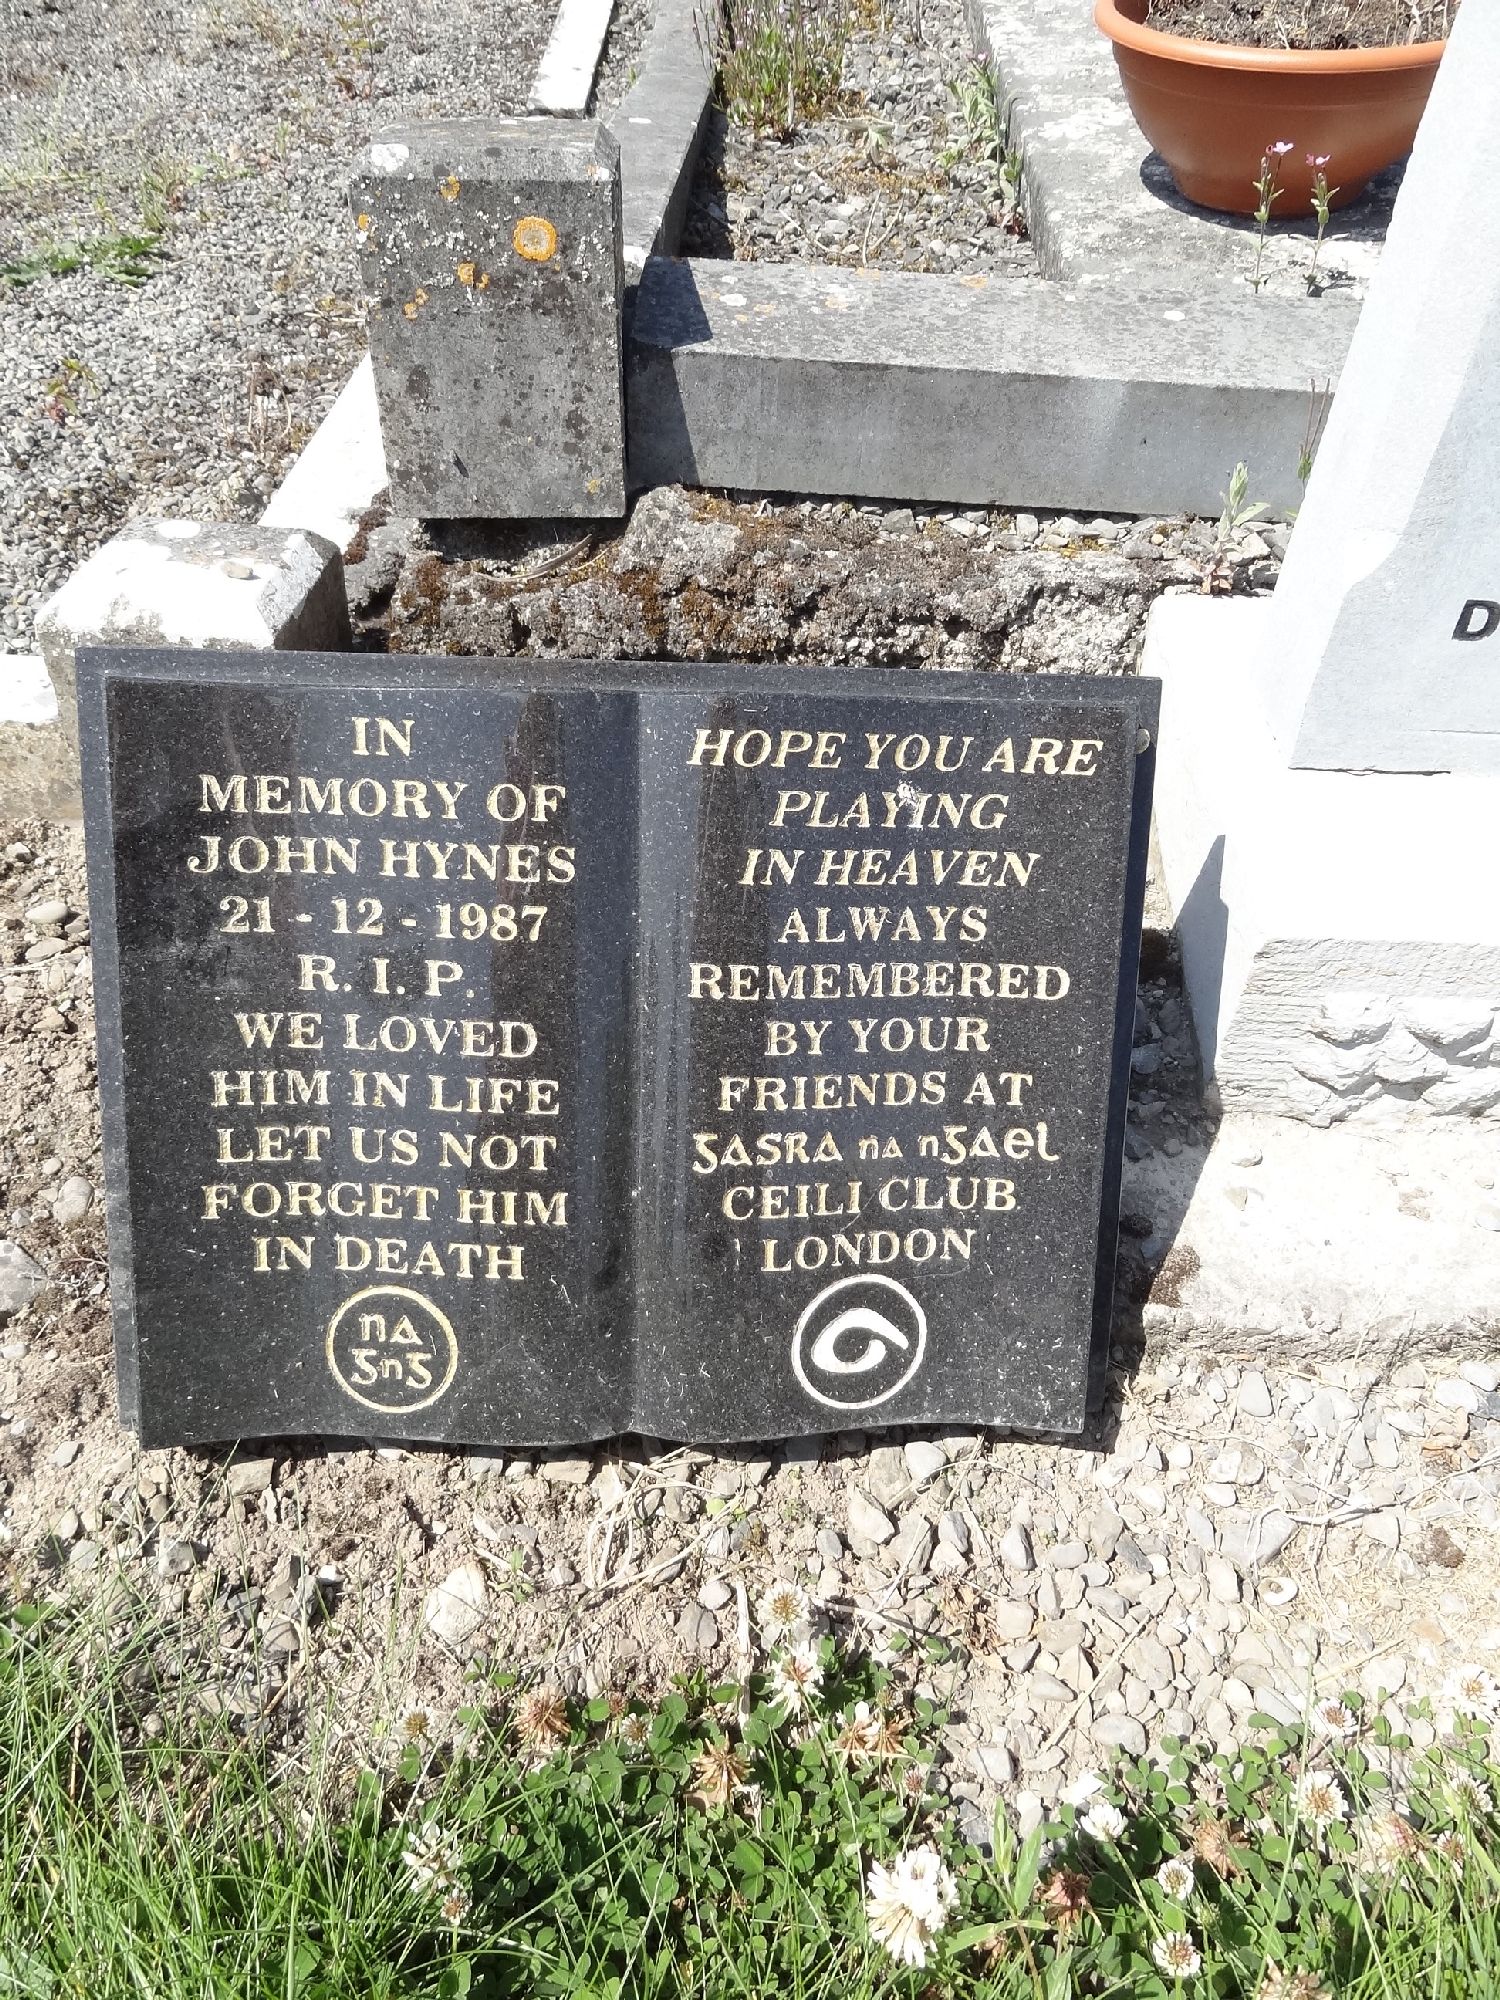 IN
MEMORY OF
JOHN HYNES
21 - 12 - 1987
R. I. P.
WE LOVED
HIM IN LIFE
LET US NOT
FORGET HIM
IN DEATH
na
gng
HOPE YOU ARE
PLAYING
IN HEAVEN
ALWAYS
REMEMBERED
BY YOUR
FRIENDS AT
gasra na ngael
CEILI CLUB
LONDON
D